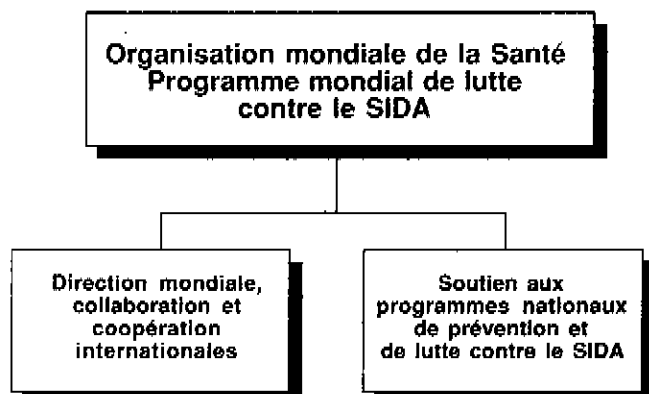 Organisation mondiale de la Santé
Programme mondial de lutte
contre le SIDA
Direction mondiale,
collaboration et
coopération
internationales
Soutien aux
programmes nationaux
de prévention et
de lutte contre le SIDA